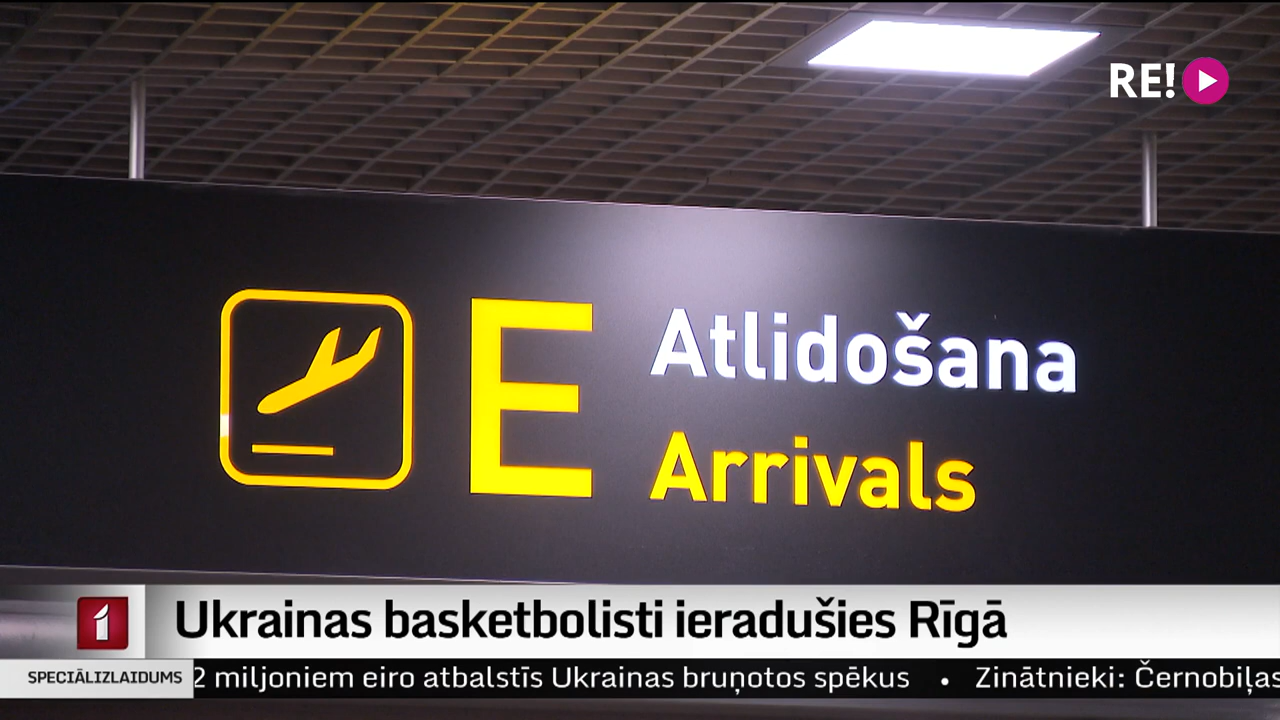 RE!
E
Atlidošana
Arrivals
1
Ukrainas basketbolisti ieradušies Rīgā
SPECIĀLIZLAIDUMS
2 miljoniem eiro atbalstīs Ukrainas bruņotos spēkus • Zinātnieki: Černobiļas